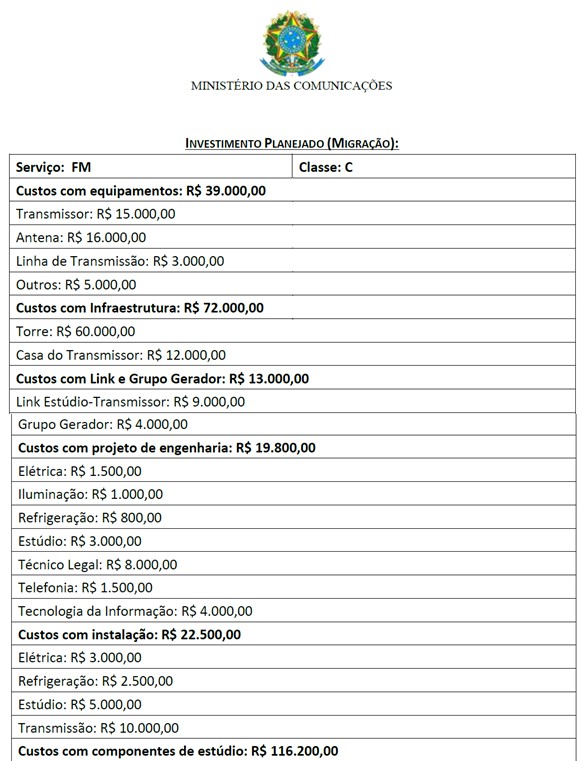 MINISTÉRIO DAS COMUNICAÇÕES
INVESTIMENTO PLANEJADO (MIGRAÇÃO):
Serviço: FM
Classe: C
Custos com equipamentos: R$ 39.000,00
Transmissor: R$ 15.000,00
Antena: R$ 16.000,00
Linha de Transmissão: R$ 3.000,00
Outros: R$ 5.000,00
Custos com Infraestrutura: R$ 72.000,00
Torre: R$ 60.000,00
Casa do Transmissor: R$ 12.000,00
Custos com Link e Grupo Gerador: R$ 13.000,00
Link Estúdio-Transmissor: R$ 9.000,00
Grupo Gerador: R$ 4.000,00
Custos com projeto de engenharia: R$ 19.800,00
Elétrica: R$ 1.500,00
Iluminação: R$ 1.000,00
Refrigeração: R$ 800,00
Estúdio: R$ 3.000,00
Técnico Legal: R$ 8.000,00
Telefonia: R$ 1.500,00
Tecnologia da Informação: R$ 4.000,00
Custos com instalação: R$ 22.500,00
Elétrica: R$ 3.000,00
Refrigeração: R$ 2.500,00
Estúdio: R$ 5.000,00
Transmissão: R$ 10.000,00
Custos com componentes de estúdio: R$ 116.200,00